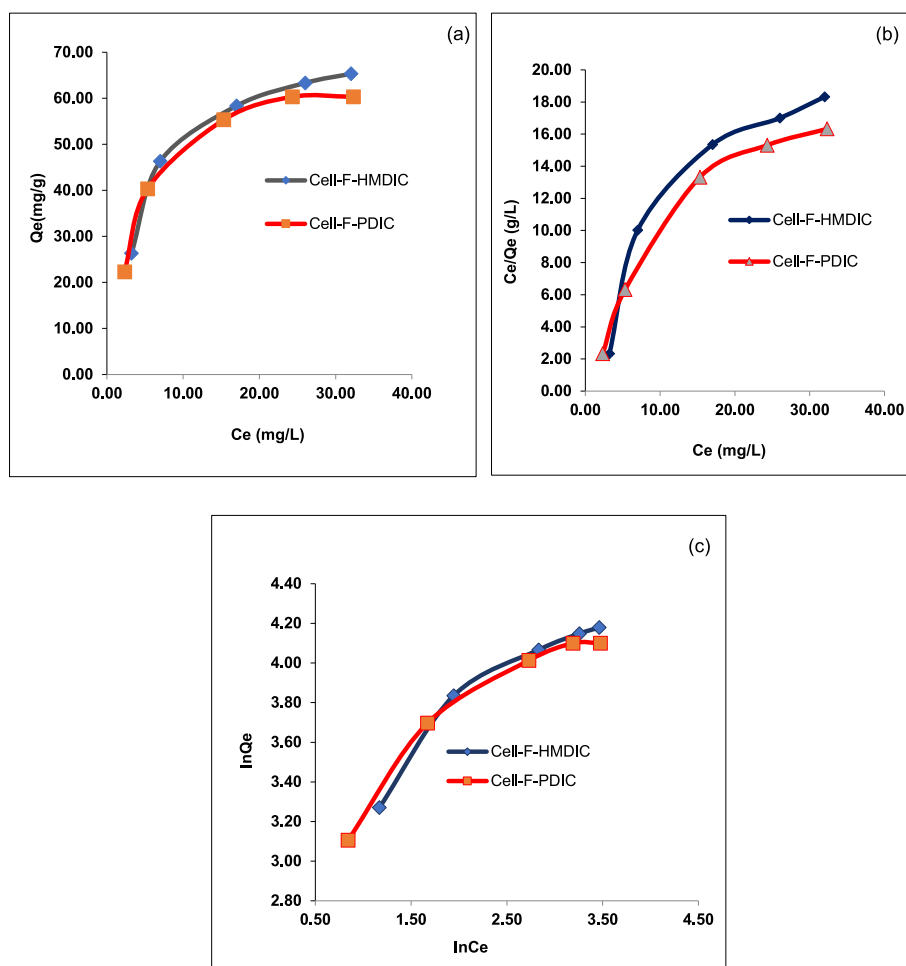 (a)
70.00
60.00
50.00
40.00
30.00
20.00
10.00
0.00
Qe(mg/g)
Cell-F-HMDIC
Cell-F-PDIC
0.00 10.00 20.00 30.00 40.00
Ce (mg/L)
(b)
20.00
18.00
16.00
14.00
12.00
10.00
8.00
6.00
4.00
2.00
0.00
Ce/Qe (g/L)
Cell-F-HMDIC
Cell-F-PDIC
0.00 10.00 20.00 30.00 40.00
Ce (mg/L)
(c)
4.40
4.20
4.00
3.80
3.60
3.40
3.20
3.00
2.80
InQe
Cell-F-HMDIC
Cell-F-PDIC
0.50 1.50 2.50 3.50 4.50
InCe